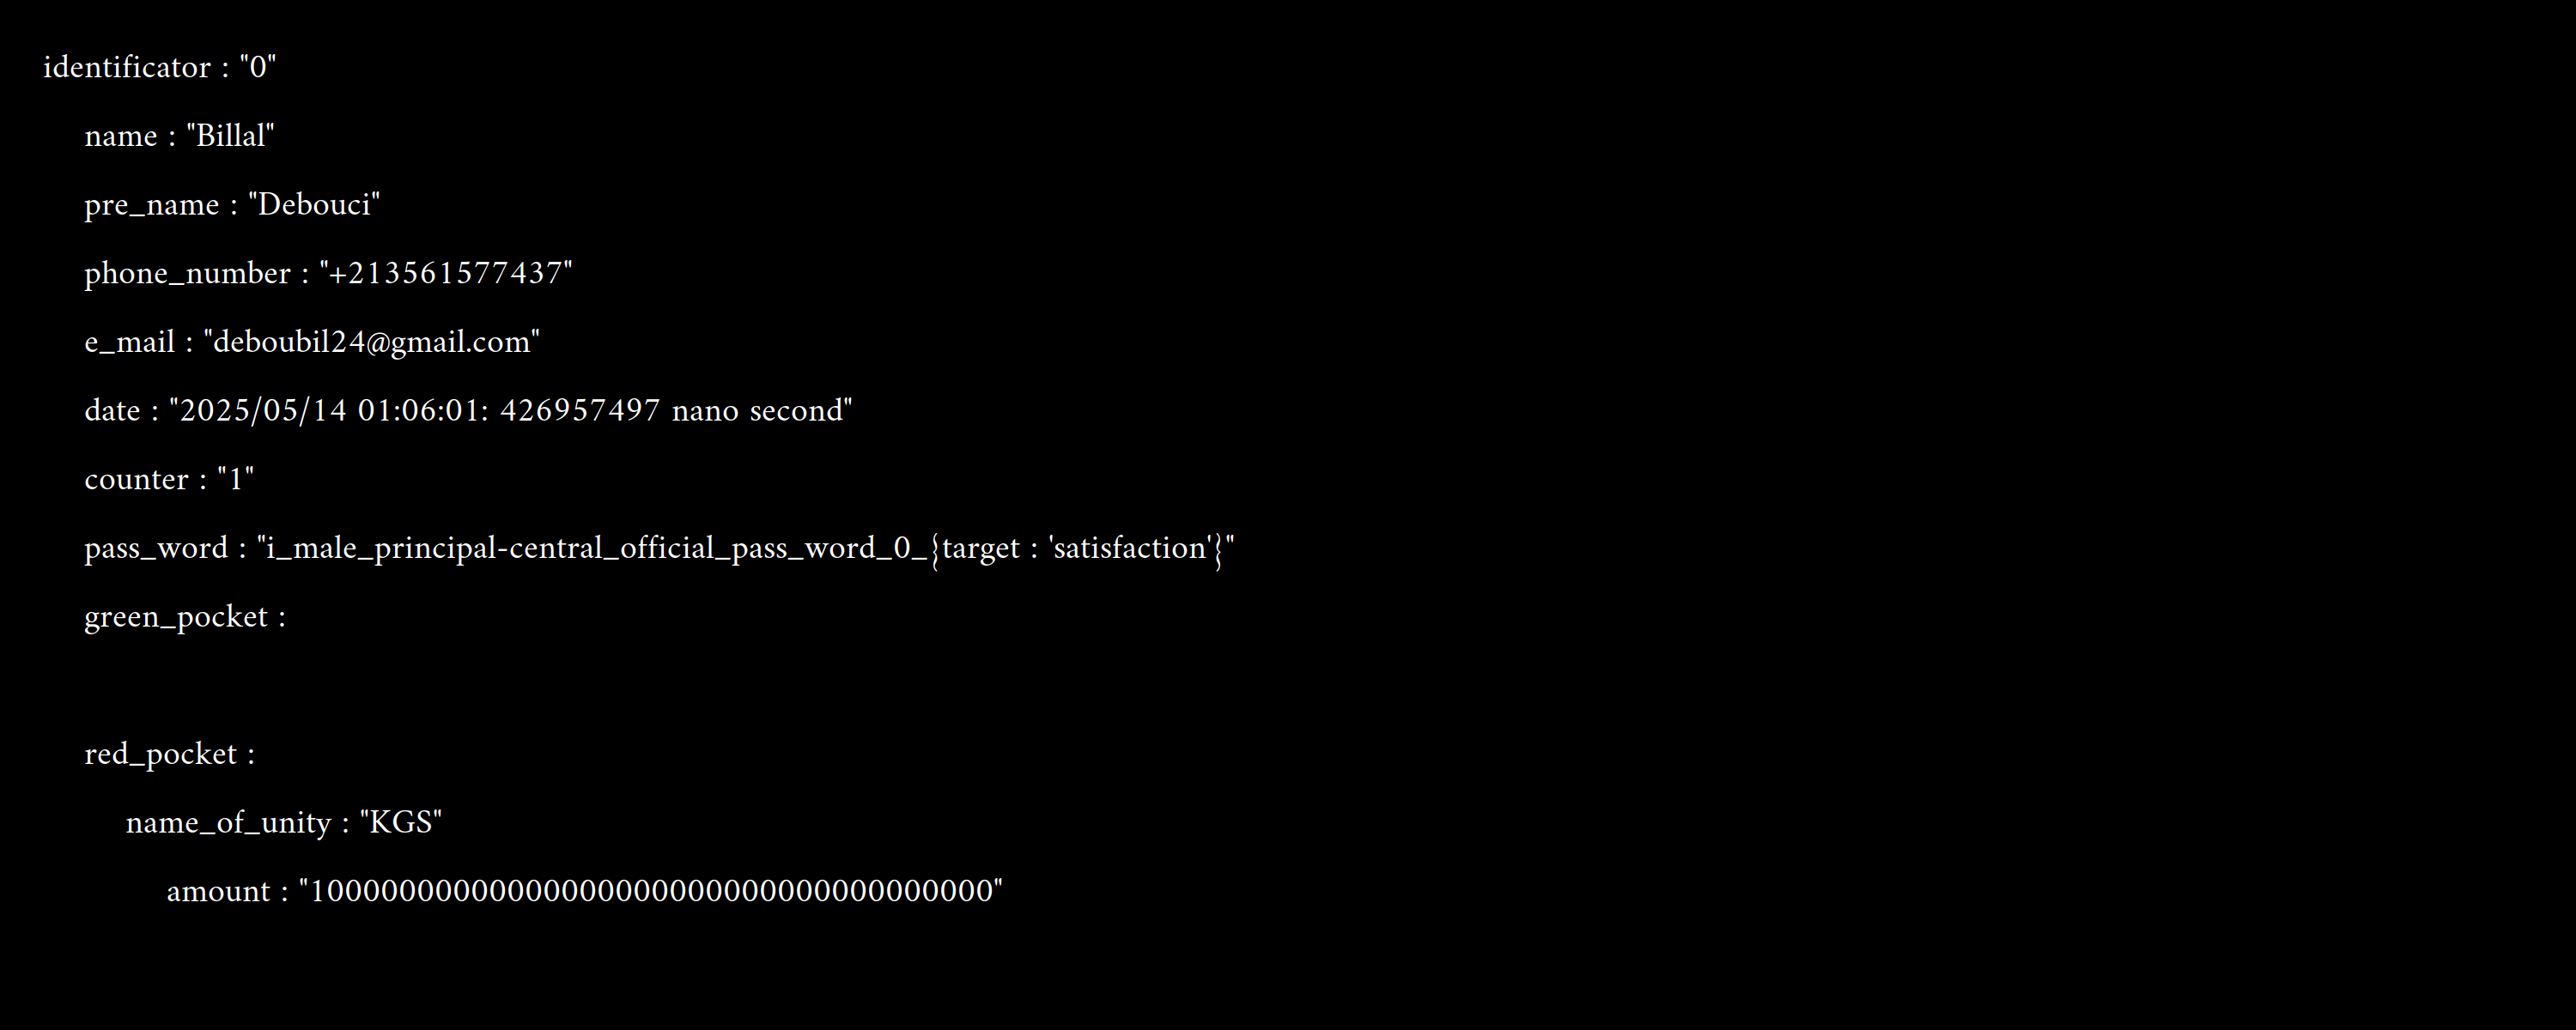 identificator : "0"
name : "Billal"
pre_name : "Debouci"
phone_number : "+213561577437"
e_mail : "deboubil24@gmail.com"
date : "2025/05/14 01:06:01: 426957497 nano second"
counter : "1"
pass_word : "i_male_principal-central_official_pass_word_0_{target : 'satisfaction'}"
green_pocket :
red_pocket :
name_of_unity : "KGS"
amount : "10000000000000000000000000000000000000"